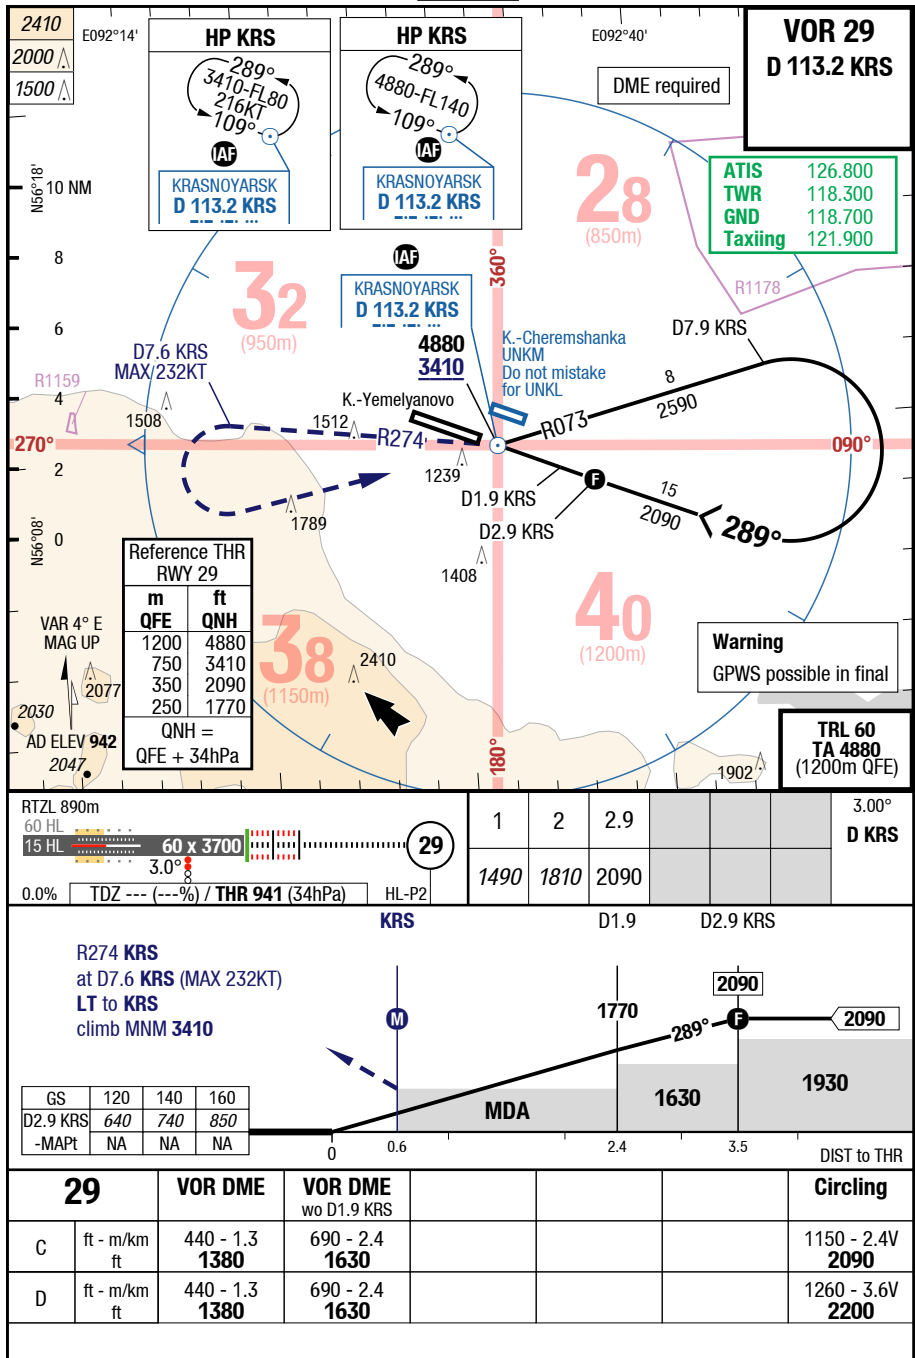 2410
2000
1500
E092°14'
HP KRS
289°
3410-FL80
216KT
109°
IAF
KRASNOYARSK
D 113.2 KRS
HP KRS
289°
4880-FL140
109°
IAF
KRASNOYARSK
D 113.2 KRS
E092°40'
DME required
VOR 29
D 113.2 KRS
ATIS 126.800
TWR 118.300
GND 118.700
Taxiing 121.900
N56°18'
10 NM
8
6
4
2
0
N56°08'
28
(850m)
32
(950m)
IAF
KRASNOYARSK
D 113.2 KRS
360°
R1178
4880
3410
K.-Cheremshanka
UNKM
Do not mistake
for UNKL
D7.9 KRS
D7.6 KRS
MAX 232KT
R1159
K.-Yemelyanovo
8
2590
R073
1508
1512
R274
270°
090°
1239
D1.9 KRS
F
15
2090
289°
D2.9 KRS
1789
1408
Reference THR
RWY 29
m ft
QFE QNH
1200 4880
750 3410
350 2090
250 1770
QNH =
QFE + 34hPa
VAR 4° E
MAG UP
2077
2030
AD ELEV 942
2047
38
(1150m)
2410
40
(1200m)
Warning
GPWS possible in final
180°
1902
TRL 60
TA 4880
(1200m QFE)
RTZL 890m
60 HL
15 HL
60 x 3700
3.0°
29
0.0%
TDZ --- (---%) / THR 941 (34hPa)
HL-P2
1 2 2.9
1490 1810 2090
3.00°
D KRS
KRS
D1.9
D2.9 KRS
R274 KRS
at D7.6 KRS (MAX 232KT)
LT to KRS
climb MNM 3410
M
1770
2090
289°
F
2090
MDA
1630
1930
GS 120 140 160
D2.9 KRS 640 740 850
-MAPt NA NA NA
0
0.6
2.4
3.5
DIST to THR
29 VOR DME VOR DME Circling
wo D1.9 KRS
C ft - m/km 440 - 1.3 690 - 2.4 1150 - 2.4V
ft 1380 1630 2090
D ft - m/km 440 - 1.3 690 - 2.4 1260 - 3.6V
ft 1380 1630 2200